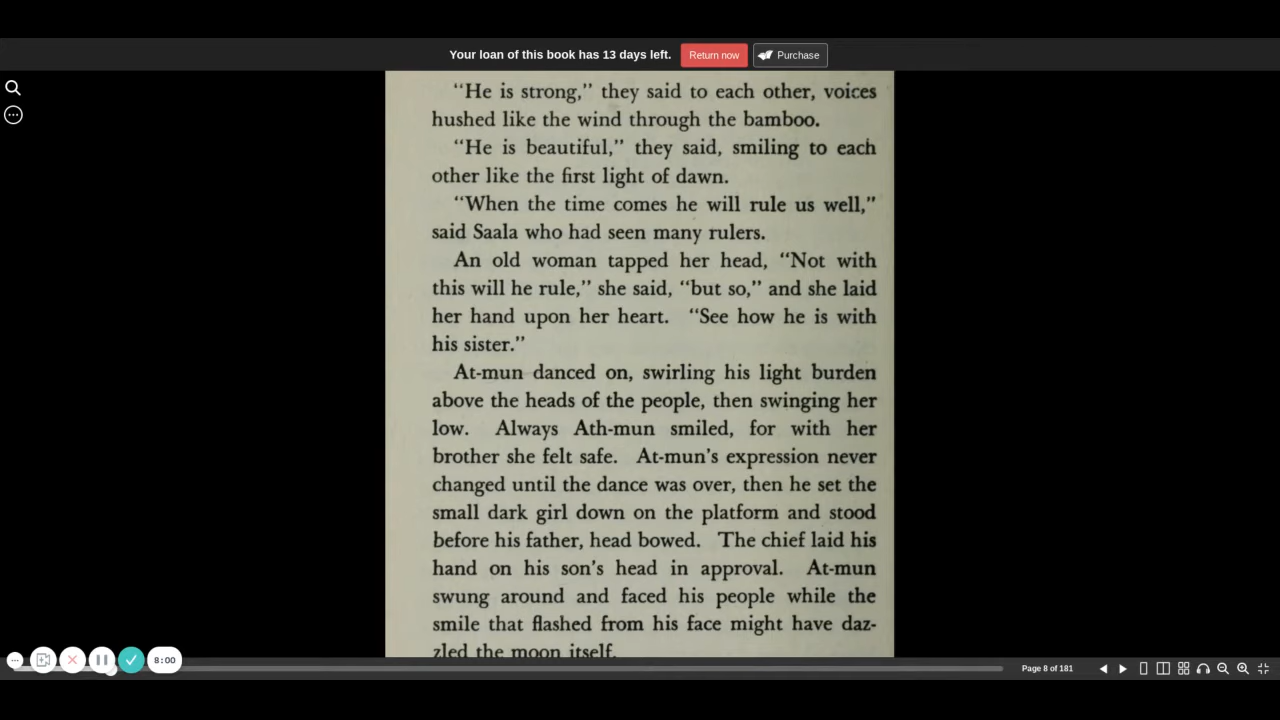 Your loan of this book has 13 days left. Return now Purchase
"He is strong," they said to each other, voices
hushed like the wind through the bamboo.
"He is beautiful," they said, smiling to each
other like the first light of dawn.
"When the time comes he will rule us well,"
said Saala who had seen many rulers.
An old woman tapped her head, "Not with
this will he rule," she said, "but so," and she laid
her hand upon her heart. "See how he is with
his sister."
At-mun danced on, swirling his light burden
above the heads of the people, then swinging her
low. Always Ath-mun smiled, for with her
brother she felt safe. At-mun's expression never
changed until the dance was over, then he set the
small dark girl down on the platform and stood
before his father, head bowed. The chief laid his
hand on his son's head in approval. At-mun
swung around and faced his people while the
smile that flashed from his face might have daz-
zled the moon itself.
8:00
Page 8 of 181